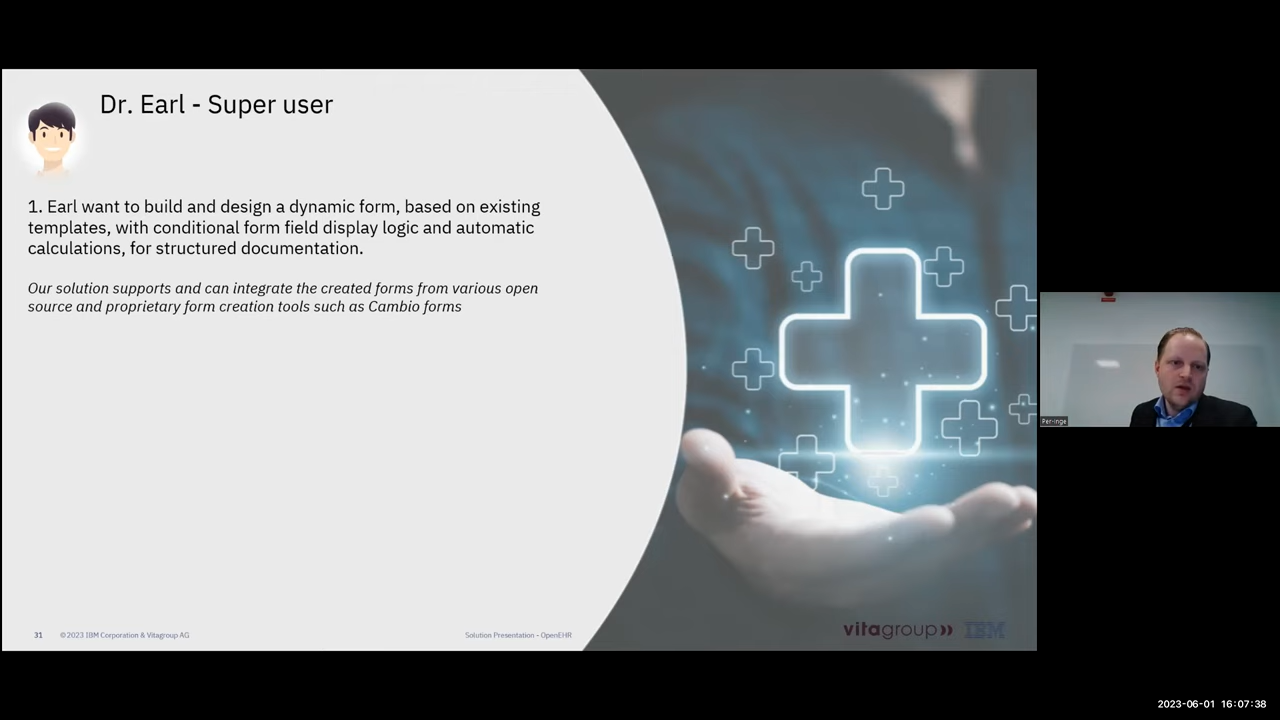 Dr. Earl - Super user
1. Earl want to build and design a dynamic form, based on existing
templates, with conditional form field display logic and automatic
calculations, for structured documentation.
Our solution supports and can integrate the created forms from various open
source and proprietary form creation tools such as Cambio forms
31 © 2023 IBM Corporation & Vitagroup AG
Solution Presentation - OpenEHR
vitagroup
IBM
Per-Inge
2023-06-01 16:07:38